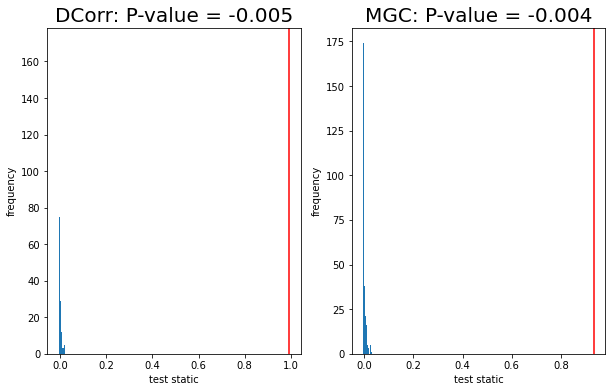 DCorr: P-value = -0.005
160
140
120
100
80
60
40
20
0
frequency
0.0 0.2 0.4 0.6 0.8 1.0
test static
MGC: P-value = -0.004
175
150
125
100
75
50
25
0
frequency
0.0 0.2 0.4 0.6 0.8
test static